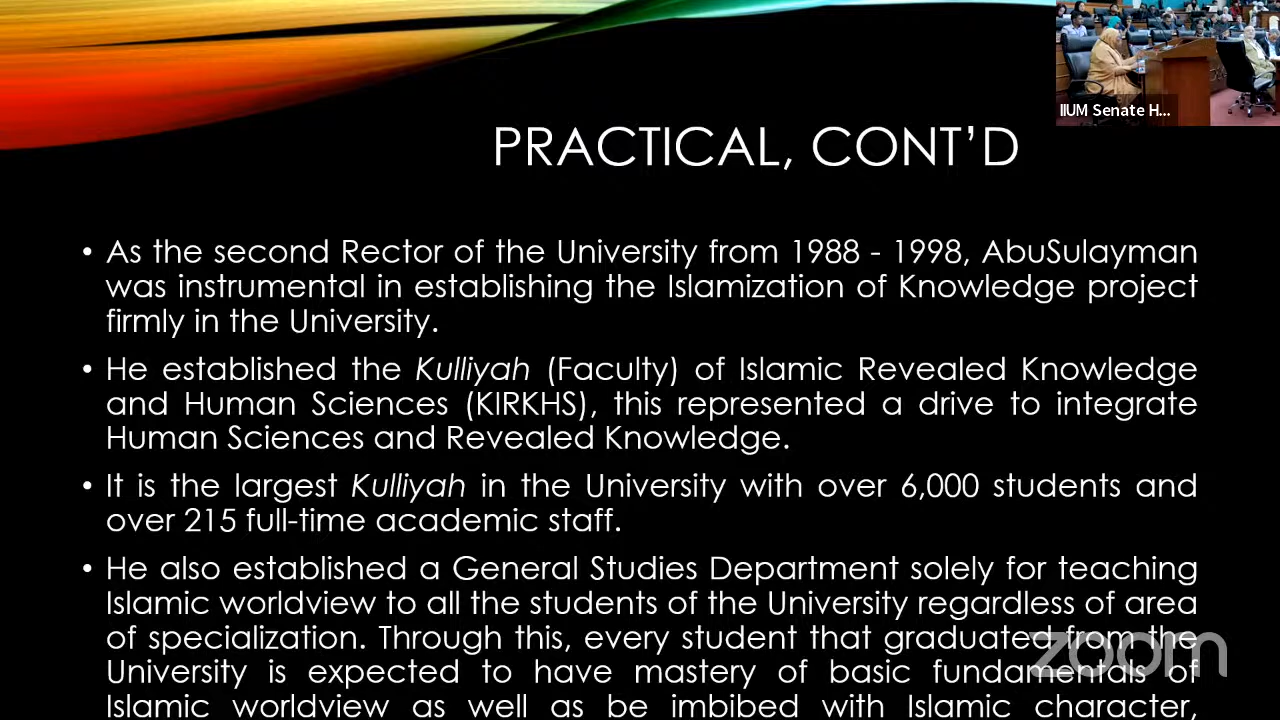 IIUM Senate H...
PRACTICAL, CONT’D
• As the second Rector of the University from 1988 - 1998, AbuSulayman
was instrumental in establishing the Islamization of Knowledge project
firmly in the University.
• He established the Kulliyah (Faculty) of Islamic Revealed Knowledge
and Human Sciences (KIRKHS), this represented a drive to integrate
Human Sciences and Revealed Knowledge.
• It is the largest Kulliyah in the University with over 6,000 students and
over 215 full-time academic staff.
• He also established a General Studies Department solely for teaching
Islamic worldview to all the students of the University regardless of area
of specialization. Through this, every student that graduated from the
University is expected to have mastery of basic fundamentals of
Islamic worldview as well as be imbibed with Islamic character,
zoom